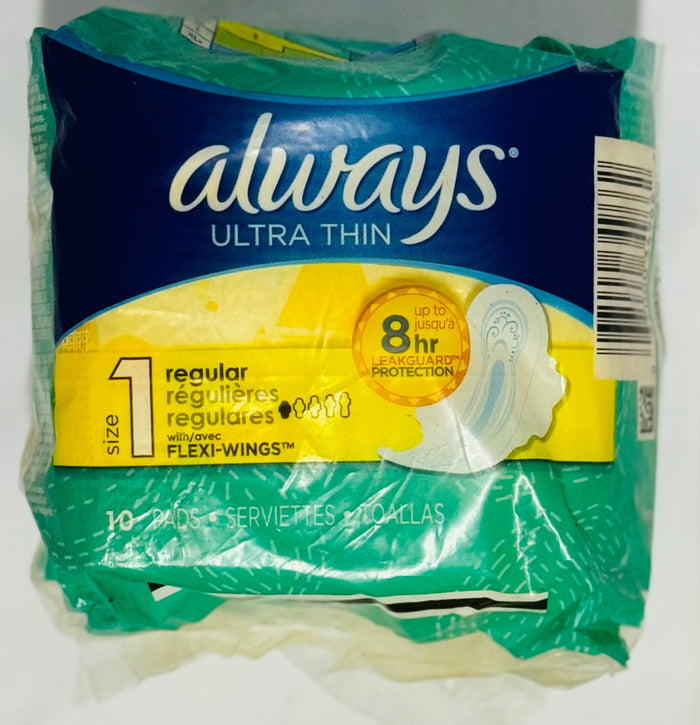 always®
ULTRA THIN
up to
jusqu'à
8hr
LEAKGUARD™
PROTECTION
size 1
regular
régulières
regulares
with/avec
FLEXI-WINGS™
10 PADS • SERVIETTES • TOALLAS